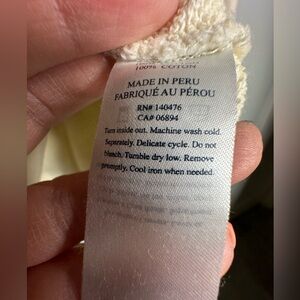 100% COTON
MADE IN PERU
FABRIQUÉ AU PÉROU
RN# 140476
CA# 06894
Turn inside out. Machine wash cold.
Separately. Delicate cycle. Do not
bleach. Tumble dry low. Remove
promptly. Cool iron when needed.